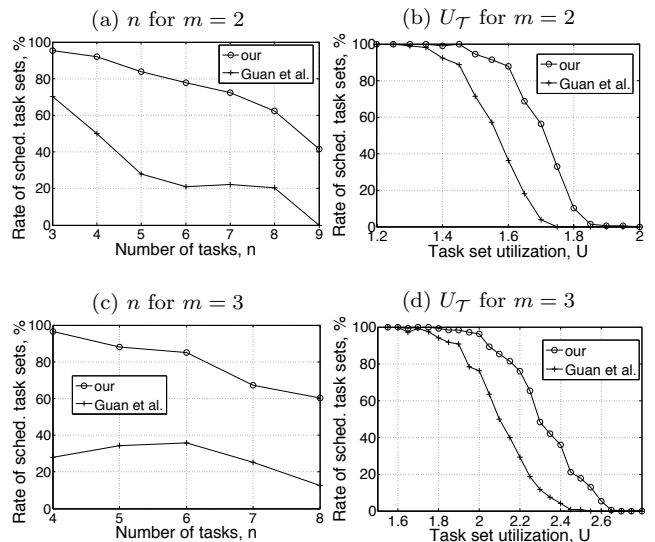 (a) n for m = 2
Rate of sched. task sets, %
100
80
60
40
20
0
3 4 5 6 7 8 9
Number of tasks, n
our
Guan et al.
(b) U_𝒯 for m = 2
Rate of sched. task sets, %
100
80
60
40
20
0
1.2 1.4 1.6 1.8 2
Task set utilization, U
our
Guan et al.
(c) n for m = 3
Rate of sched. task sets, %
100
80
60
40
20
0
4 5 6 7 8
Number of tasks, n
our
Guan et al.
(d) U_𝒯 for m = 3
Rate of sched. task sets, %
100
80
60
40
20
0
1.6 1.8 2 2.2 2.4 2.6
Task set utilization, U
our
Guan et al.